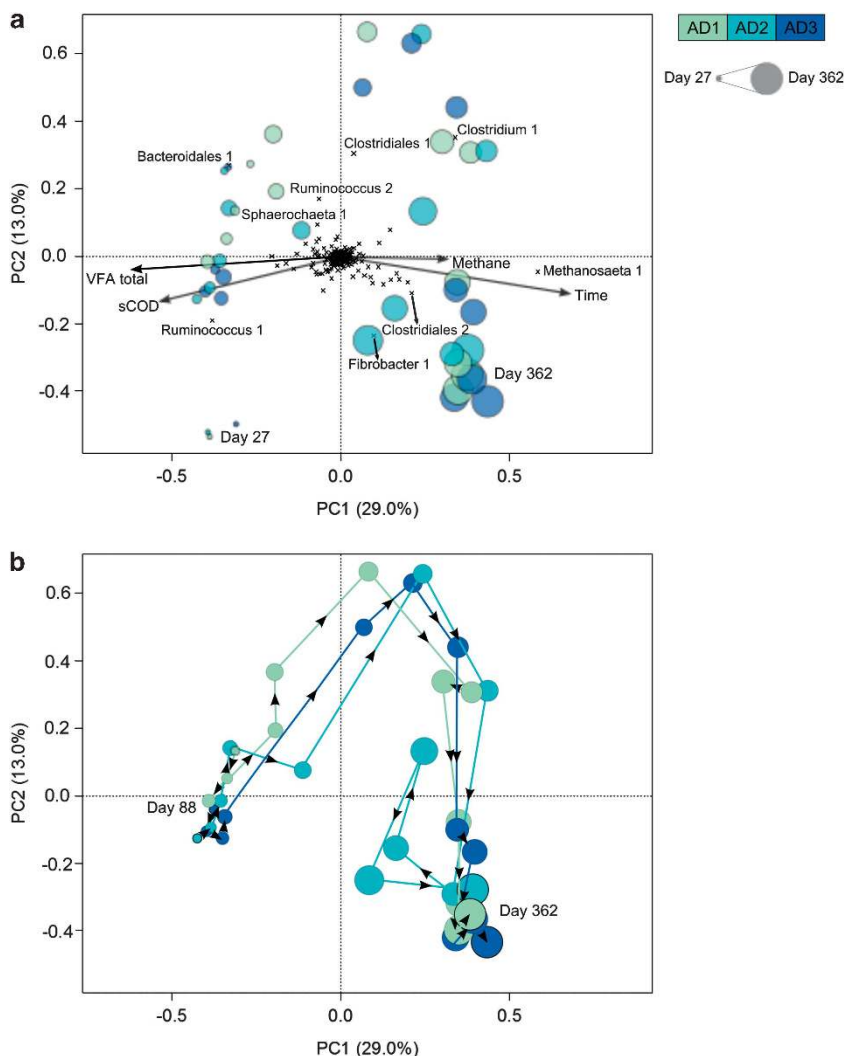 a
AD1 AD2 AD3
Day 27 Day 362
PC2 (13.0%)
0.6
0.4
0.2
0.0
-0.2
-0.4
Clostridium 1
Clostridiales 1
Bacteroidales 1
Ruminococcus 2
Sphaerochaeta 1
VFA total
sCOD
Methane
Methanosaeta 1
Time
Ruminococcus 1
Clostridiales 2
Fibrobacter 1
Day 362
Day 27
-0.5 0.0 0.5
PC1 (29.0%)
b
PC2 (13.0%)
0.6
0.4
0.2
0.0
-0.2
-0.4
Day 88
Day 362
-0.5 0.0 0.5
PC1 (29.0%)